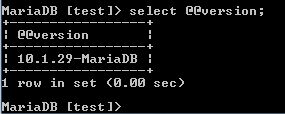 MariaDB [test]> select @@version;
+-----------------+
| @@version       |
+-----------------+
| 10.1.29-MariaDB |
+-----------------+
1 row in set (0.00 sec)
MariaDB [test]>